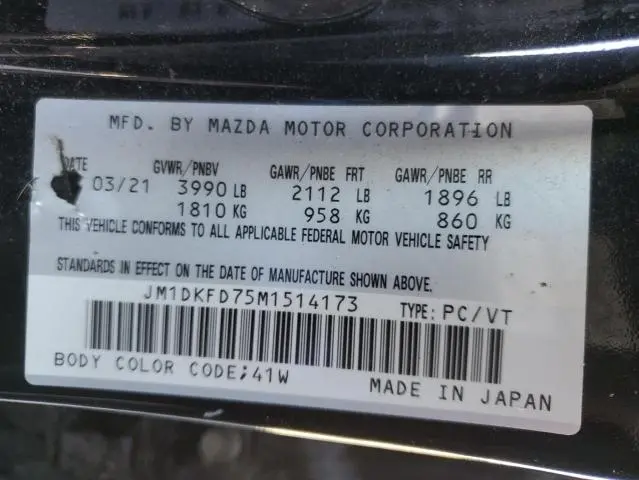 MFD. BY MAZDA MOTOR CORPORATION
DATE GVWR/PNBV GAWR/PNBE FRT GAWR/PNBE RR
03/21 3990 LB 2112 LB 1896 LB
1810 KG 958 KG 860 KG
THIS VEHICLE CONFORMS TO ALL APPLICABLE FEDERAL MOTOR VEHICLE SAFETY
STANDARDS IN EFFECT ON THE DATE OF MANUFACTURE SHOWN ABOVE.
JM1DKFD75M1514173 TYPE: PC/VT
BODY COLOR CODE;41W
MADE IN JAPAN